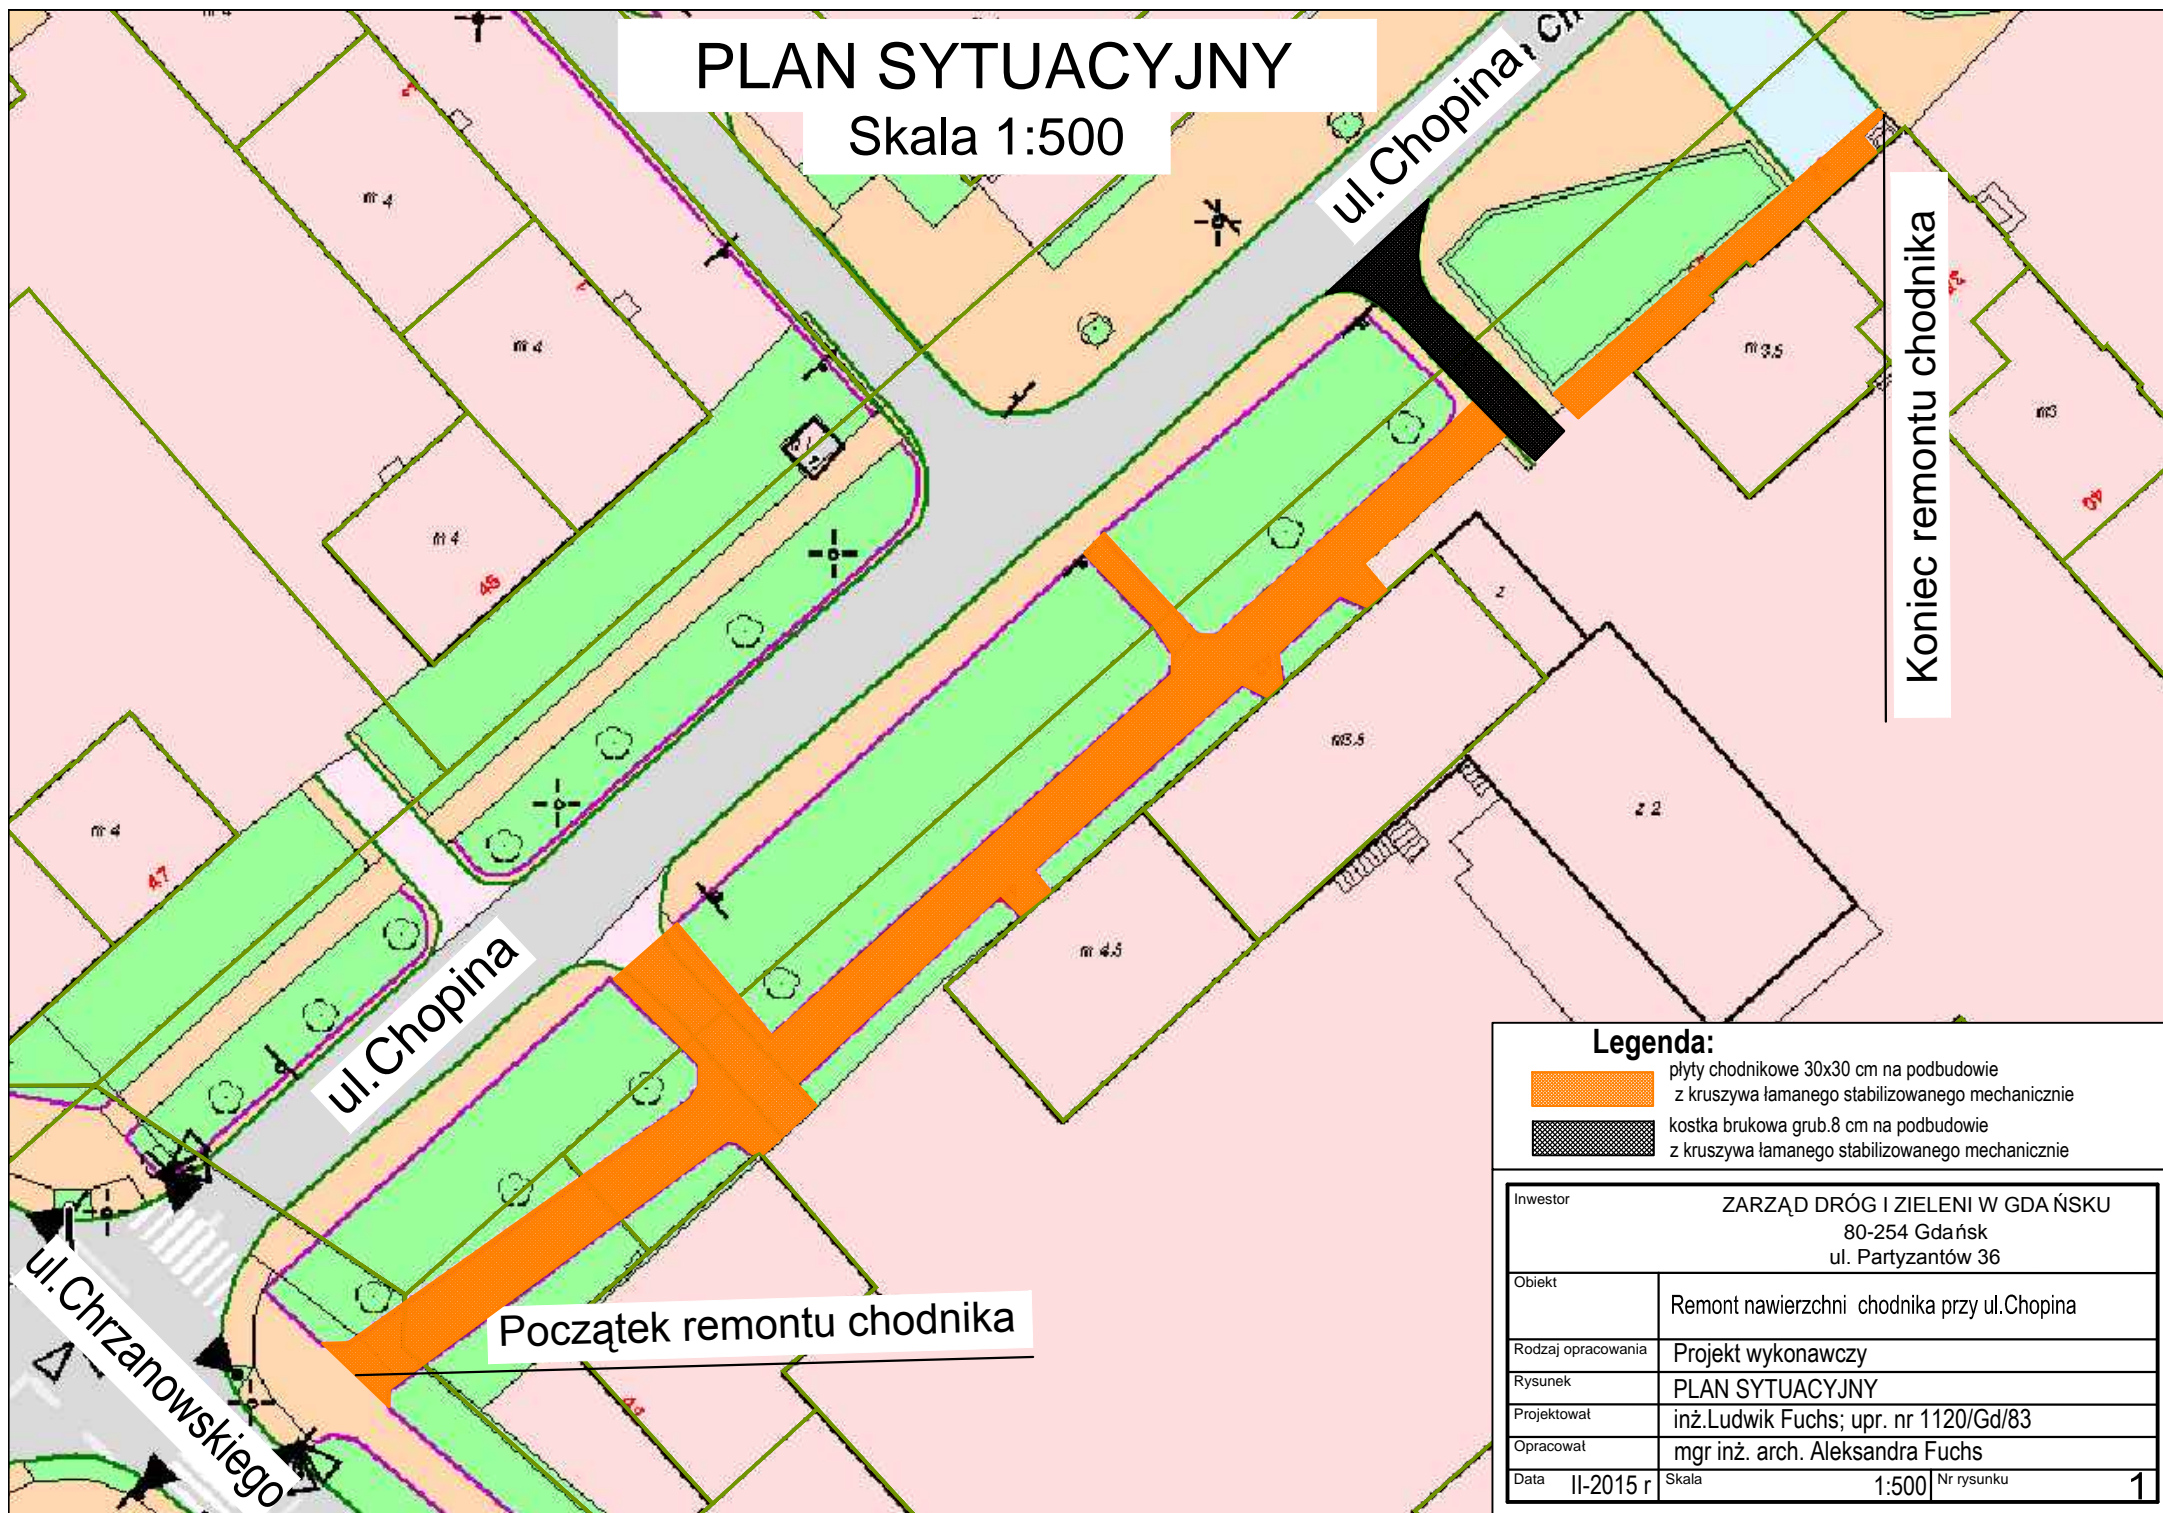 PLAN SYTUACYJNY
Skala 1:500
ul.Chopina
m 4
m 4
m 4
45
m 4
47
m 3.5
m3
40
Koniec remontu chodnika
z
m3.5
z 2
m 4.5
ul.Chopina
ul.Chrzanowskiego
Początek remontu chodnika
44
Legenda:
płyty chodnikowe 30x30 cm na podbudowie
z kruszywa łamanego stabilizowanego mechanicznie
kostka brukowa grub.8 cm na podbudowie
z kruszywa łamanego stabilizowanego mechanicznie
Inwestor
ZARZĄD DRÓG I ZIELENI W GDAŃSKU
80-254 Gdańsk
ul. Partyzantów 36
Obiekt
Remont nawierzchni chodnika przy ul.Chopina
Rodzaj opracowania Projekt wykonawczy
Rysunek PLAN SYTUACYJNY
Projektował inż.Ludwik Fuchs; upr. nr 1120/Gd/83
Opracował mgr inż. arch. Aleksandra Fuchs
Data II-2015 r Skala 1:500 Nr rysunku 1